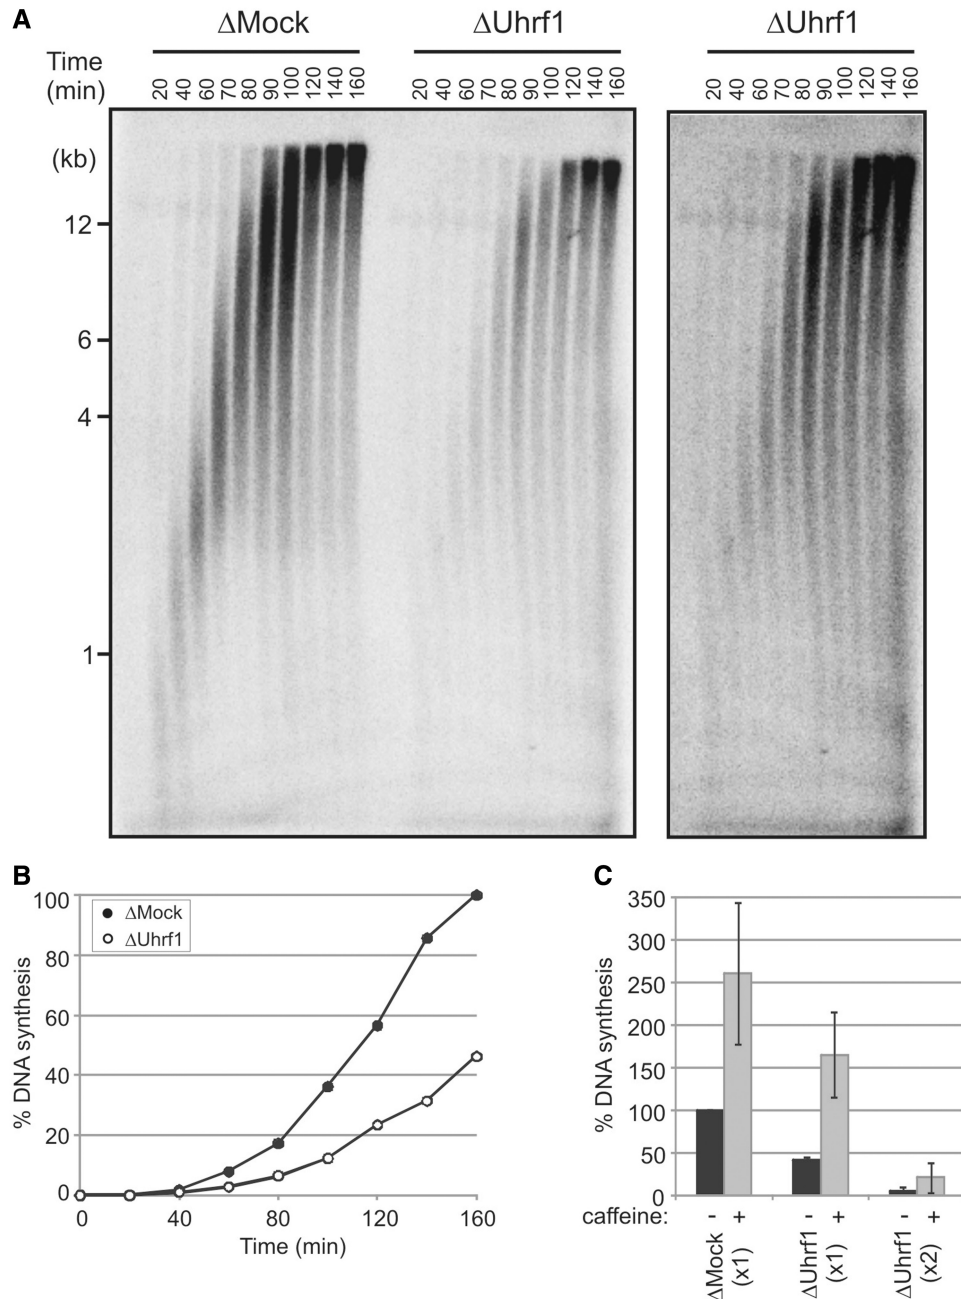 A
ΔMock ΔUhrf1 ΔUhrf1
Time
(min)
20 40 60 70 80 90 100 120 140 160 20 40 60 70 80 90 100 120 140 160 20 40 60 70 80 90 100 120 140 160
(kb)
12
6
4
1
B
100
80
60
40
20
0
% DNA synthesis
ΔMock
ΔUhrf1
0 40 80 120 160
Time (min)
C
350
300
250
200
150
100
50
0
% DNA synthesis
caffeine: - + - + - +
ΔMock
(x1)
ΔUhrf1
(x1)
ΔUhrf1
(x2)